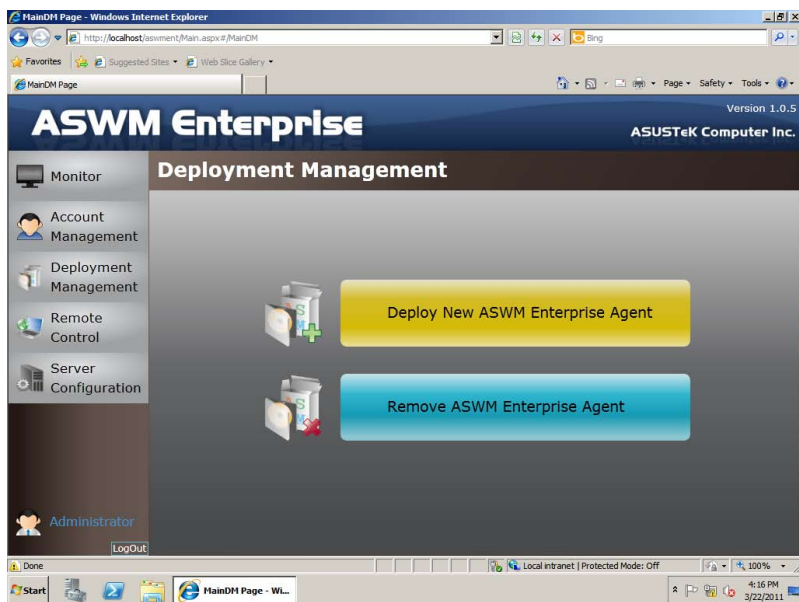 MainDM Page - Windows Internet Explorer
http://localhost/aswment/Main.aspx#/MainDM
Bing
Favorites
Suggested Sites
Web Slice Gallery
MainDM Page
Page
Safety
Tools
ASWM Enterprise
Version 1.0.5
ASUSTeK Computer Inc.
Monitor
Account
Management
Deployment
Management
Remote
Control
Server
Configuration
Deployment Management
Deploy New ASWM Enterprise Agent
Remove ASWM Enterprise Agent
Administrator
LogOut
Done
Local intranet | Protected Mode: Off
100%
Start
MainDM Page - Wi...
4:16 PM
3/22/2011